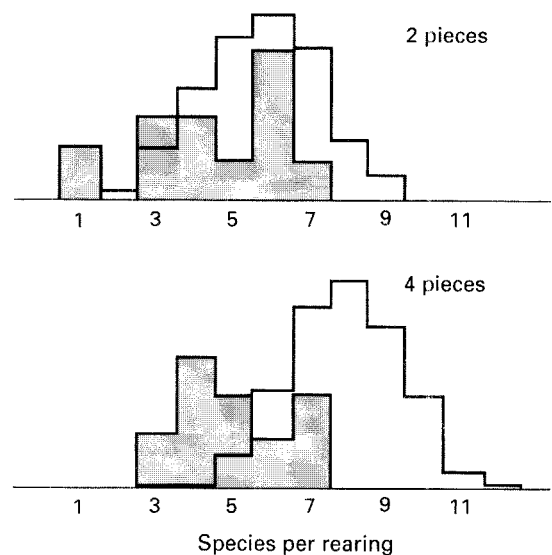 2 pieces
1 3 5 7 9 11
4 pieces
1 3 5 7 9 11
Species per rearing